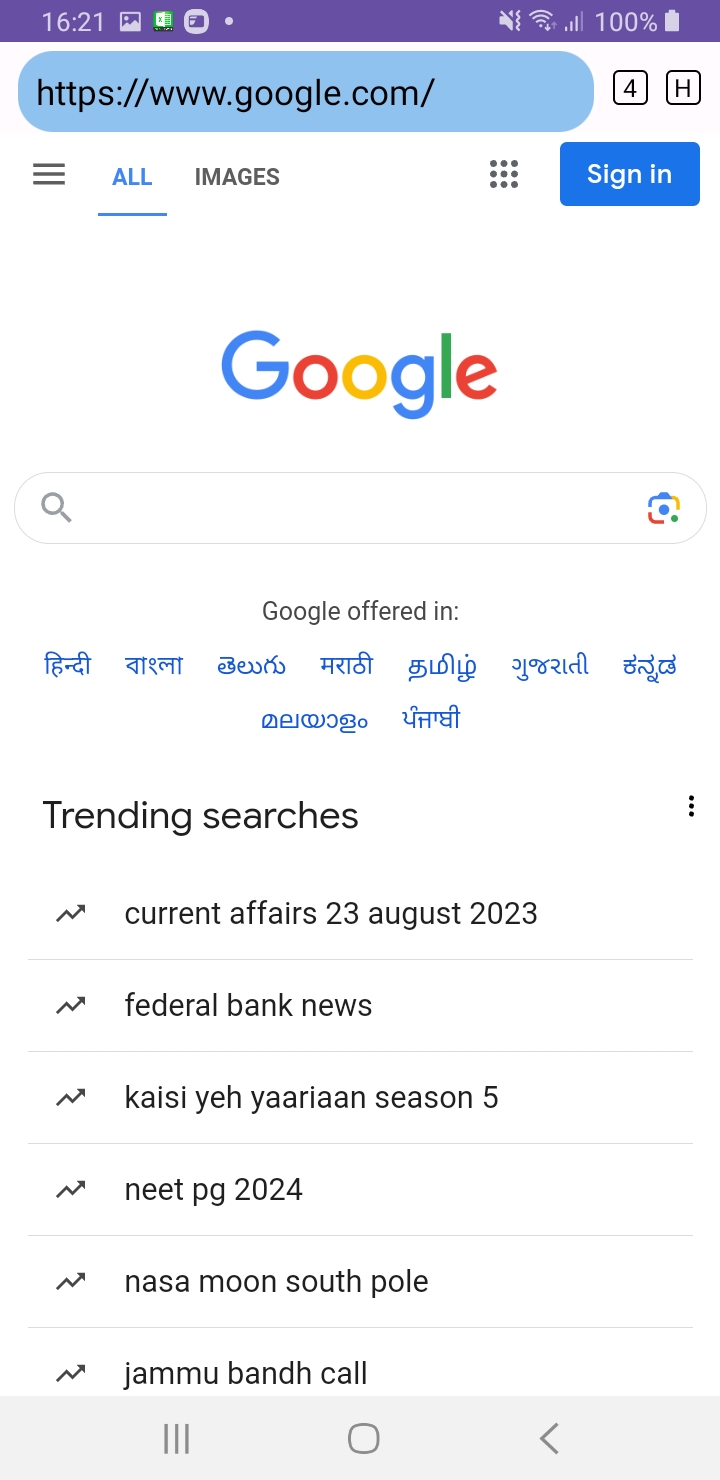 16:21 100%
https://www.google.com/ 4 H
ALL IMAGES Sign in
Google
Google offered in:
हिन्दी বাংলা తెలుగు मराठी தமிழ் ગુજરાતી ಕನ್ನಡ
മലയാളം ਪੰਜਾਬੀ
Trending searches
current affairs 23 august 2023
federal bank news
kaisi yeh yaariaan season 5
neet pg 2024
nasa moon south pole
jammu bandh call